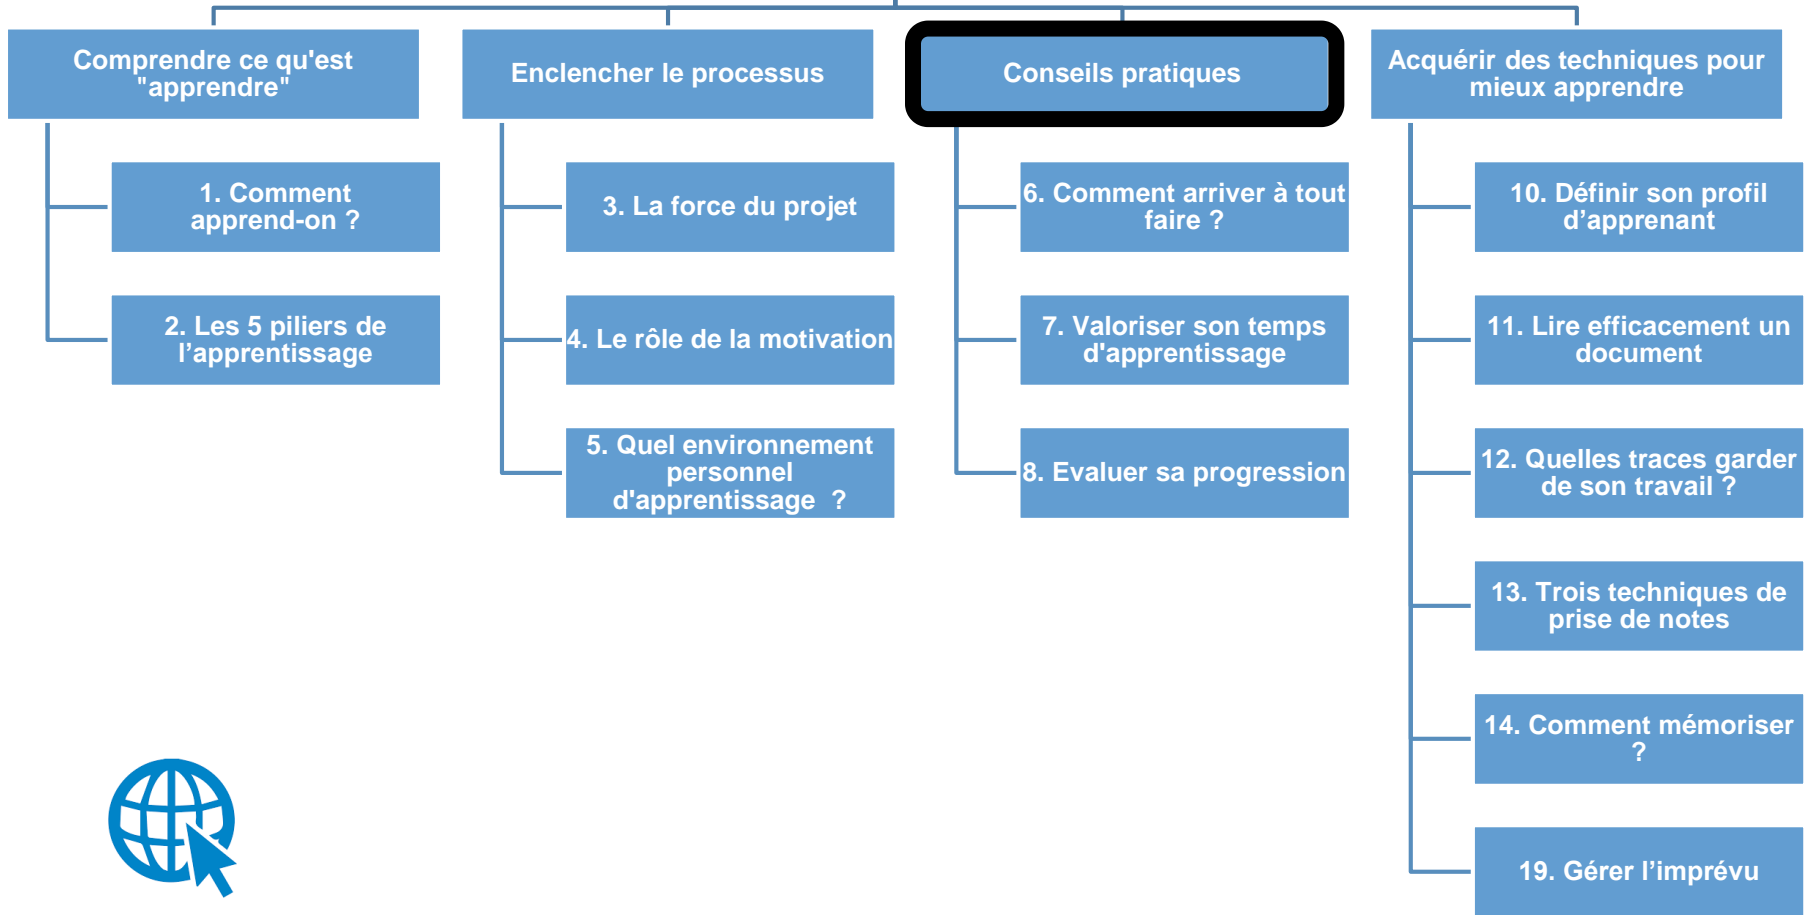 Comprendre ce qu'est
"apprendre"
1. Comment
apprend-on ?
2. Les 5 piliers de
l’apprentissage
Enclencher le processus
3. La force du projet
4. Le rôle de la motivation
5. Quel environnement
personnel
d'apprentissage  ?
Conseils pratiques
6. Comment arriver à tout
faire ?
7. Valoriser son temps
d'apprentissage
8. Evaluer sa progression
Acquérir des techniques pour
mieux apprendre
10. Définir son profil
d’apprenant
11. Lire efficacement un
document
12. Quelles traces garder
de son travail ?
13. Trois techniques de
prise de notes
14. Comment mémoriser
?
19. Gérer l’imprévu